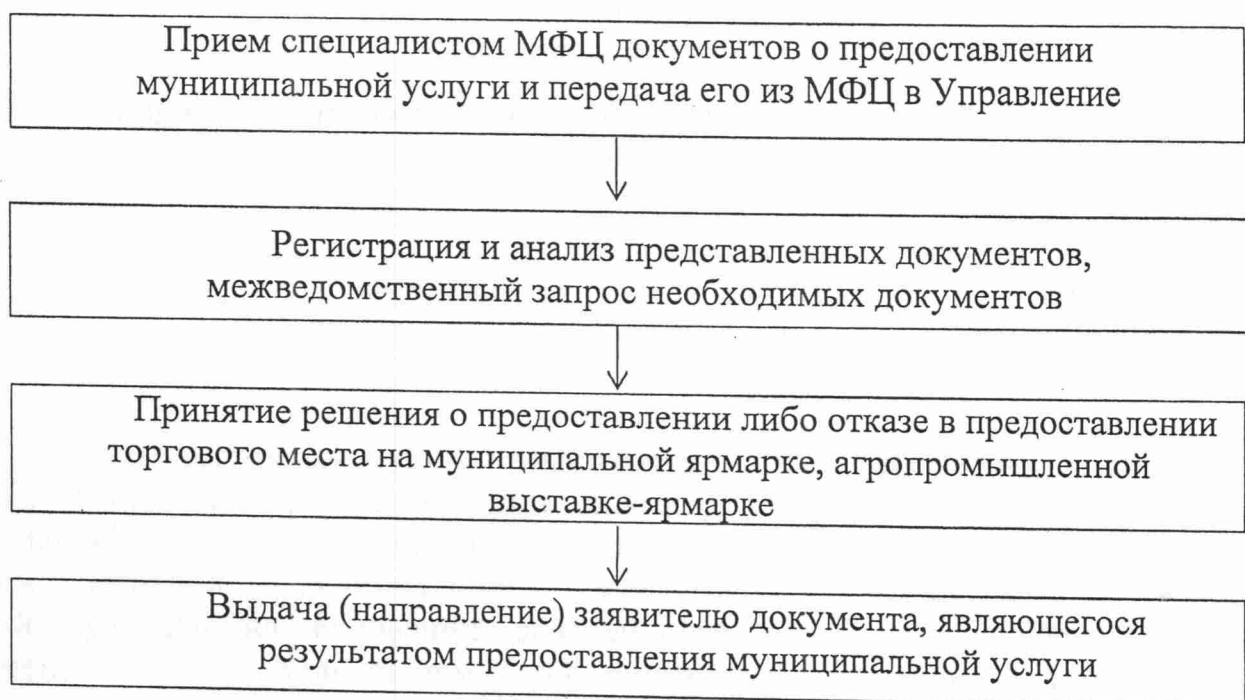 Прием специалистом МФЦ документов о предоставлении
муниципальной услуги и передача его из МФЦ в Управление
Регистрация и анализ представленных документов,
межведомственный запрос необходимых документов
Принятие решения о предоставлении либо отказе в предоставлении
торгового места на муниципальной ярмарке, агропромышленной
выставке-ярмарке
Выдача (направление) заявителю документа, являющегося
результатом предоставления муниципальной услуги